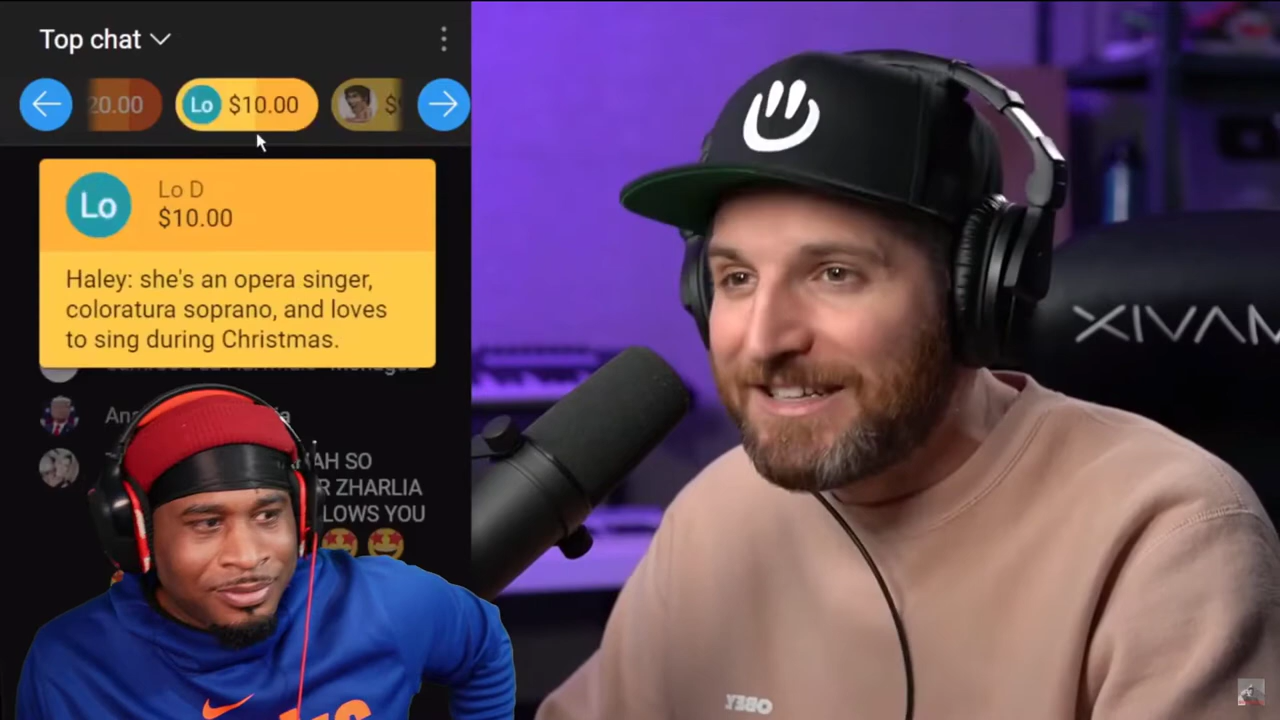 Top chat
20.00
Lo $10.00
$
Lo
Lo D
$10.00
Haley: she's an opera singer,
coloratura soprano, and loves
to sing during Christmas.
AH SO
R ZHARLIA
LOWS YOU
XIVAM
OBEY